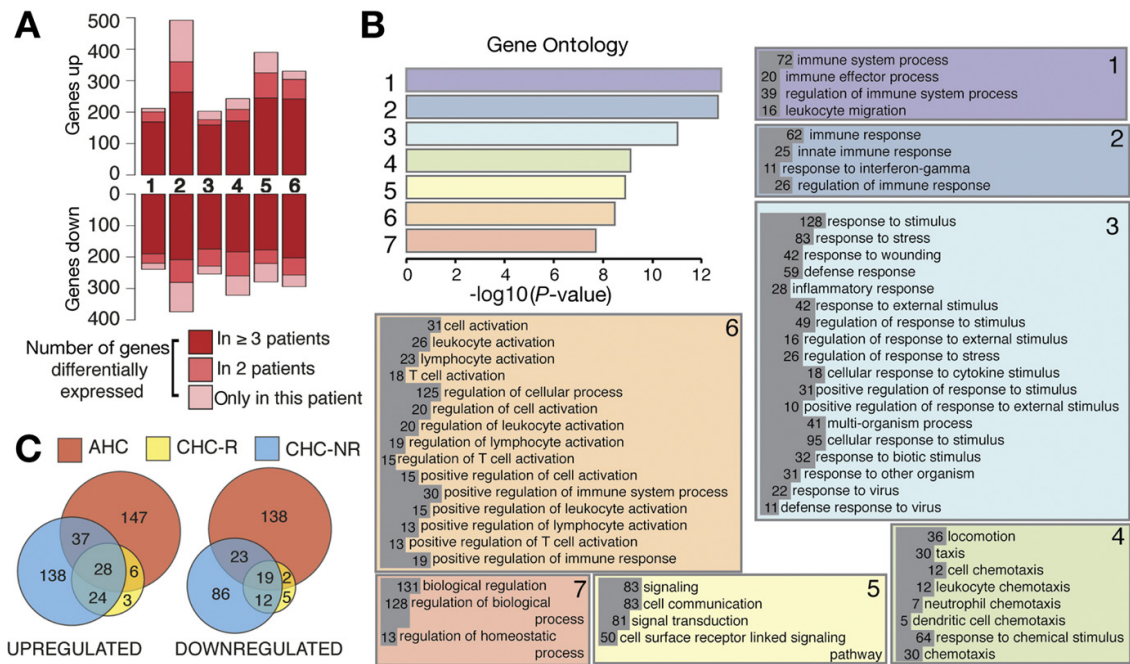 A
Genes up
500
400
300
200
100
0
1 2 3 4 5 6
Genes down
0
100
200
300
400
Number of genes
differentially
expressed
In ≥ 3 patients
In 2 patients
Only in this patient
B
Gene Ontology
1
2
3
4
5
6
7
0 2 4 6 8 10 12
-log10(P-value)
1
72 immune system process
20 immune effector process
39 regulation of immune system process
16 leukocyte migration
2
62 immune response
25 innate immune response
11 response to interferon-gamma
26 regulation of immune response
3
128 response to stimulus
83 response to stress
42 response to wounding
59 defense response
28 inflammatory response
42 response to external stimulus
49 regulation of response to stimulus
16 regulation of response to external stimulus
26 regulation of response to stress
18 cellular response to cytokine stimulus
31 positive regulation of response to stimulus
10 positive regulation of response to external stimulus
41 multi-organism process
95 cellular response to stimulus
32 response to biotic stimulus
31 response to other organism
22 response to virus
11 defense response to virus
4
36 locomotion
30 taxis
12 cell chemotaxis
12 leukocyte chemotaxis
7 neutrophil chemotaxis
5 dendritic cell chemotaxis
64 response to chemical stimulus
30 chemotaxis
5
83 signaling
83 cell communication
81 signal transduction
50 cell surface receptor linked signaling
pathway
6
31 cell activation
26 leukocyte activation
23 lymphocyte activation
18 T cell activation
125 regulation of cellular process
20 regulation of cell activation
20 regulation of leukocyte activation
19 regulation of lymphocyte activation
15 regulation of T cell activation
15 positive regulation of cell activation
30 positive regulation of immune system process
15 positive regulation of leukocyte activation
13 positive regulation of lymphocyte activation
13 positive regulation of T cell activation
19 positive regulation of immune response
7
131 biological regulation
128 regulation of biological
process
13 regulation of homeostatic
process
C
AHC CHC-R CHC-NR
147
37
138
28
6
24
3
UPREGULATED
138
23
19
2
86
12
5
DOWNREGULATED